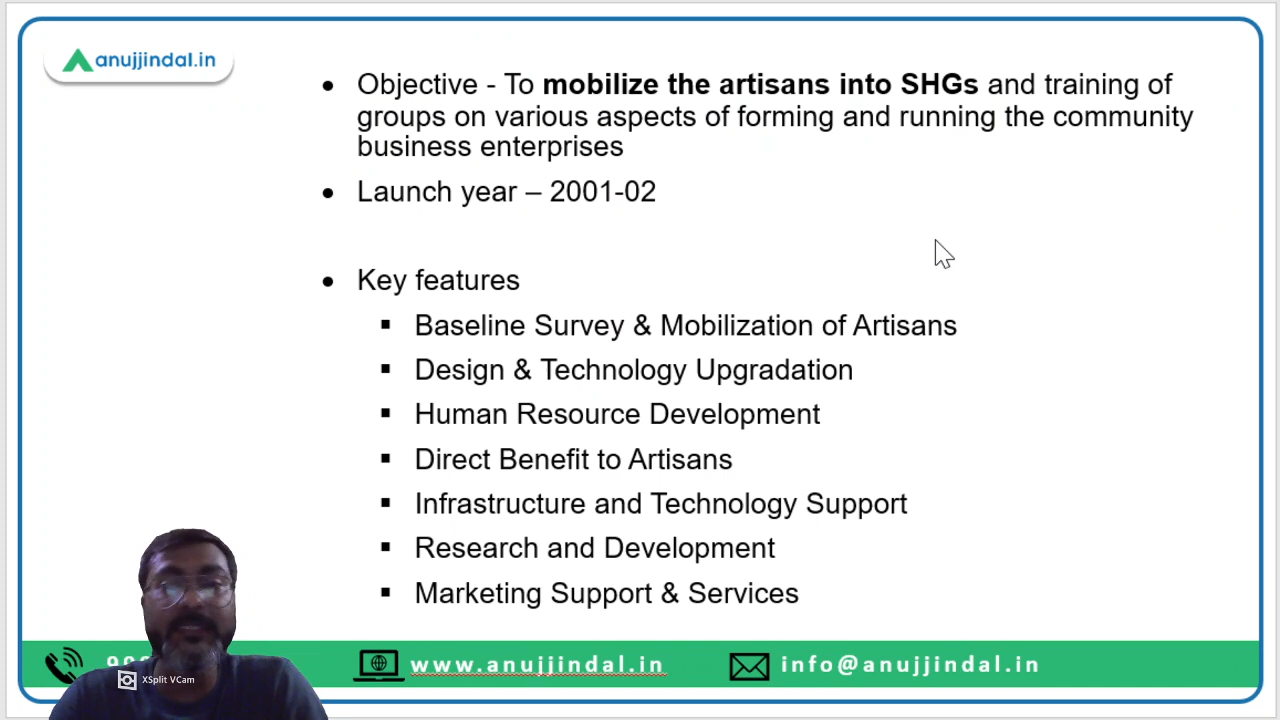 anujjindal.in
• Objective - To mobilize the artisans into SHGs and training of
groups on various aspects of forming and running the community
business enterprises
• Launch year – 2001-02
• Key features
▪ Baseline Survey & Mobilization of Artisans
▪ Design & Technology Upgradation
▪ Human Resource Development
▪ Direct Benefit to Artisans
▪ Infrastructure and Technology Support
▪ Research and Development
▪ Marketing Support & Services
www.anujjindal.in
info@anujjindal.in
XSplit VCam